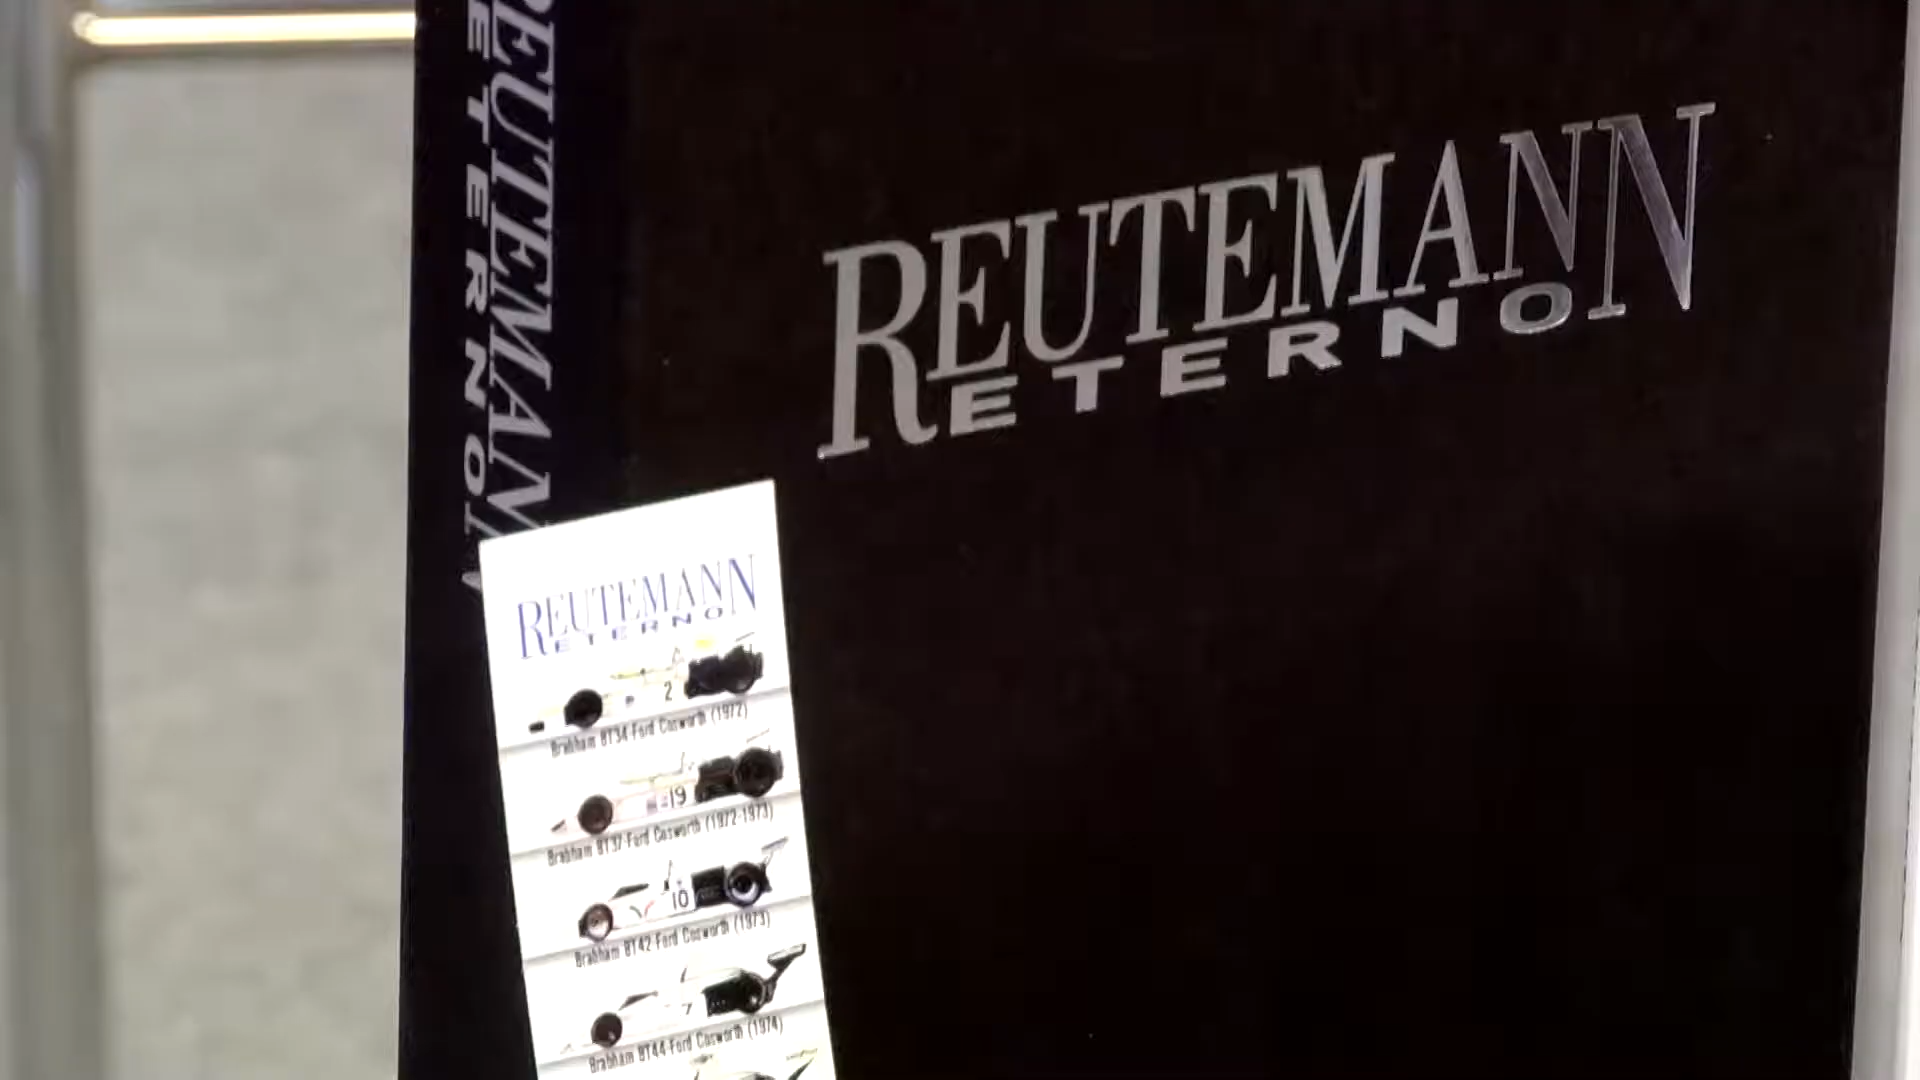 REUTEMANN
ETERNO
REUTEMANN
ETERNO
REUTEMANN
ETERNO
2
Brabham BT34-Ford Cosworth (1972)
19
Brabham BT37-Ford Cosworth (1972-1973)
10
Brabham BT42-Ford Cosworth (1973)
7
Brabham BT44-Ford Cosworth (1974)